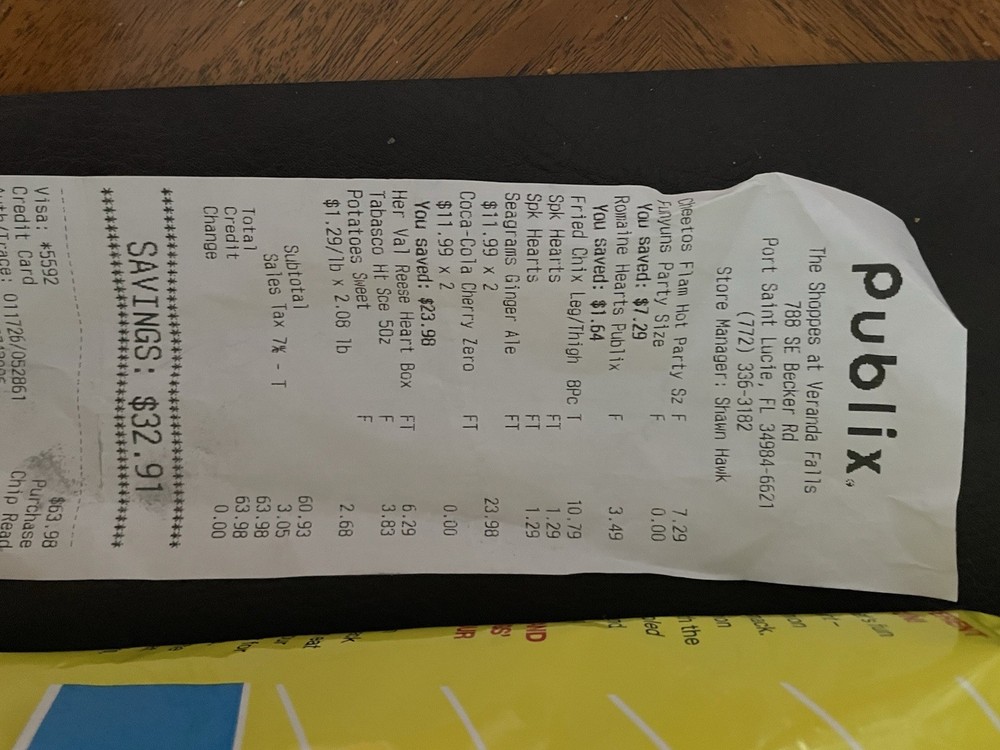 publix.
The Shoppes at Veranda Falls
788 SE Becker Rd
Port Saint Lucie, FL 34984-6621
(772) 336-3182
Store Manager: Shawn Hawk
Cheetos Flam Hot Party Sz F 7.29
Funyuns Party Size F 0.00
You saved: $7.29
Romaine Hearts Publix F 3.49
You saved: $1.64
Fried Chix Leg/Thigh 8Pc T 10.79
Spk Hearts FT 1.29
Spk Hearts FT 1.29
Seagrams Ginger Ale FT 23.98
$11.99 x 2
Coca-Cola Cherry Zero FT 0.00
$11.99 x 2
You saved: $23.98
Her Val Reese Heart Box FT 6.29
Tabasco Ht Sce 5Oz F 3.83
Potatoes Sweet F 2.68
$1.29/lb x 2.08 lb
Subtotal 60.93
Sales Tax 7% - T 3.05
Total 63.98
Credit 63.98
Change 0.00
****************************************
SAVINGS: $32.91
****************************************
Visa: *5592 $63.98
Credit Card Purchase
Auth/Trace: 011726/052861 Chip Read